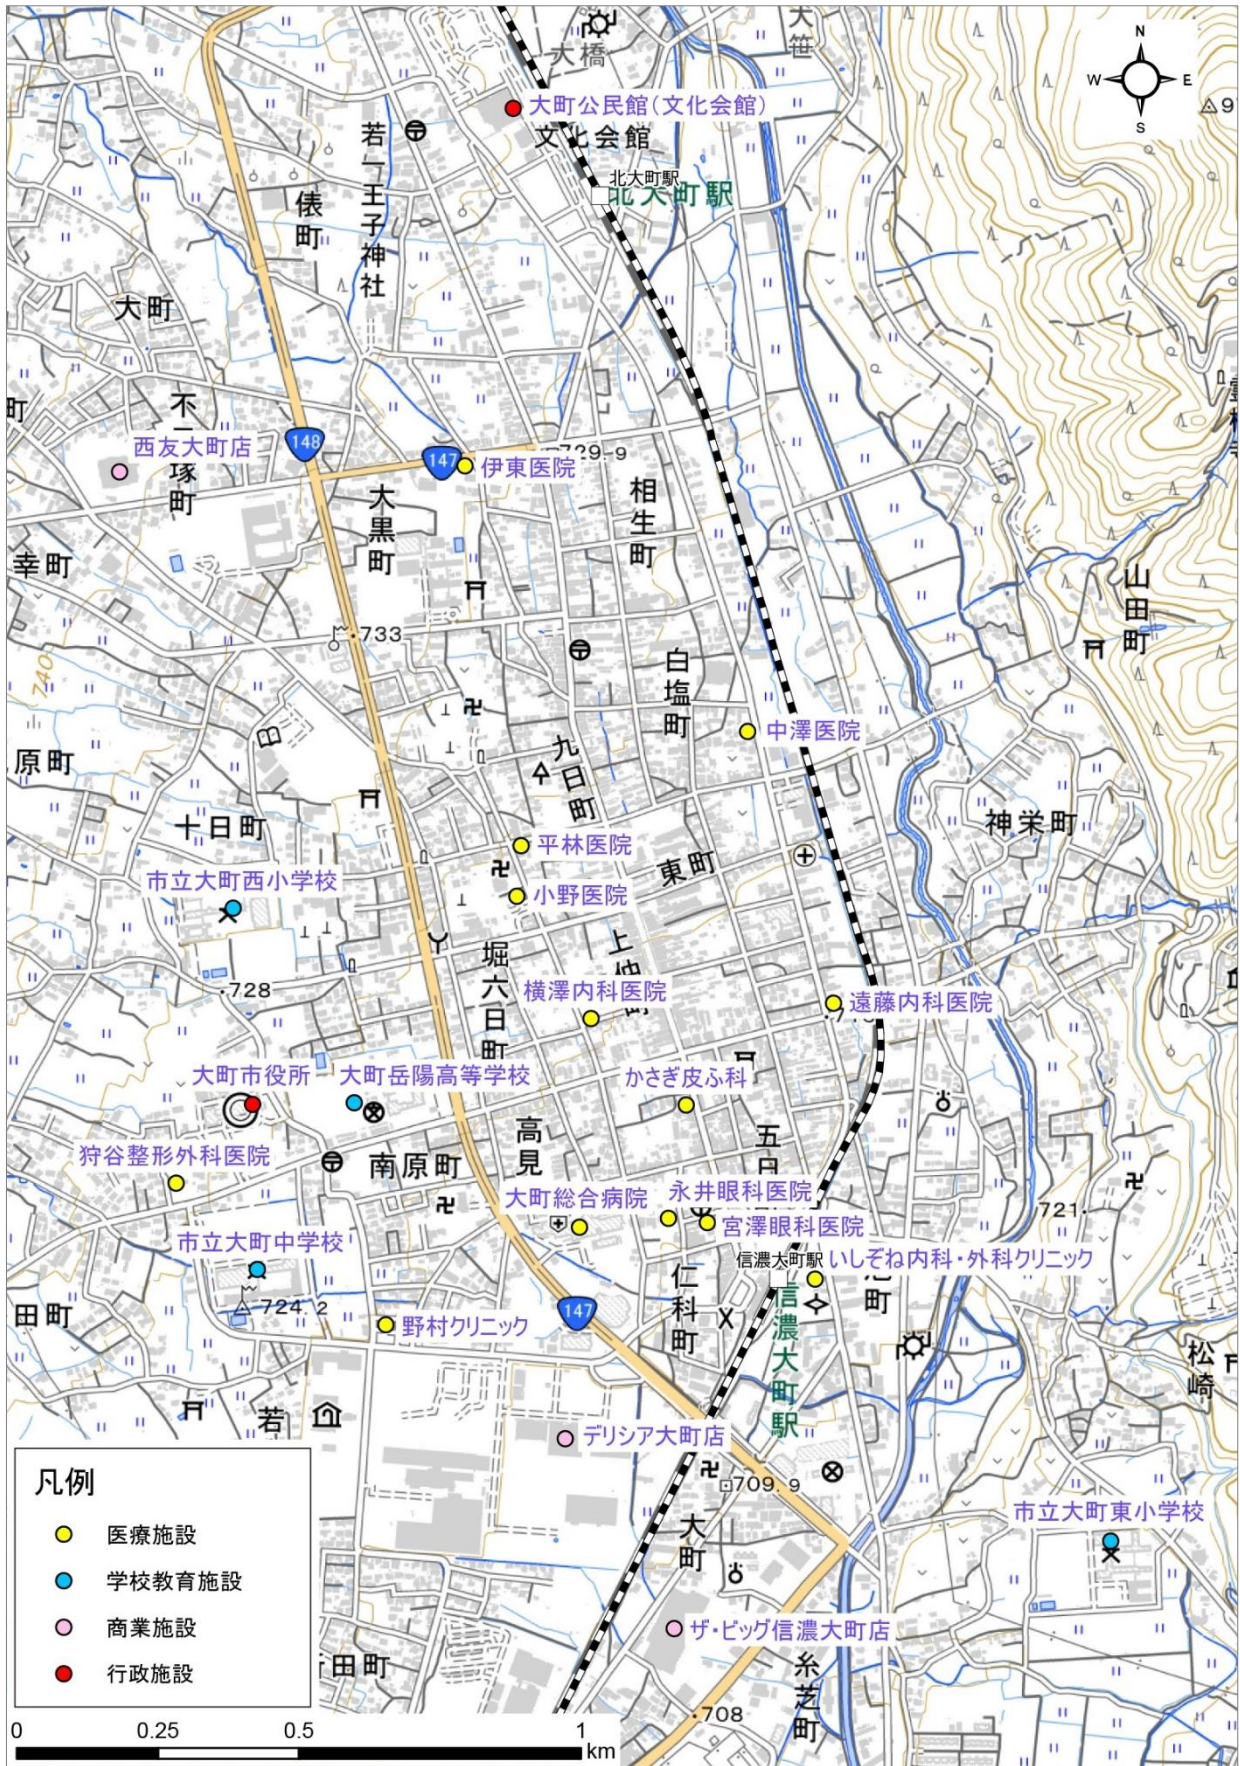 大橋
大笹
N
W
E
S
大町公民館(文化会館)
文化会館
若一王子神社
北大町駅
北大町駅
俵町
大町
町
西友大町店
148
147
伊東医院
729.9
相生町
大黒町
幸町
山田町
733
740
白塩町
中澤医院
九日町
原町
十日町
神栄町
平林医院
東町
市立大町西小学校
小野医院
堀六日町
横澤内科医院
728
遠藤内科医院
大町市役所
大町岳陽高等学校
かさぎ皮ふ科
高見
狩谷整形外科医院
南原町
大町総合病院
永井眼科医院
宮澤眼科医院
721
市立大町中学校
信濃大町駅
いしぞね内科・外科クリニック
仁科町
信濃大町駅
724.2
田町
野村クリニック
147
松崎
若
デリシア大町店
709.9
大町
市立大町東小学校
ザ・ビッグ信濃大町店
糸芝町
708
凡例
医療施設
学校教育施設
商業施設
行政施設
0
0.25
0.5
1
km